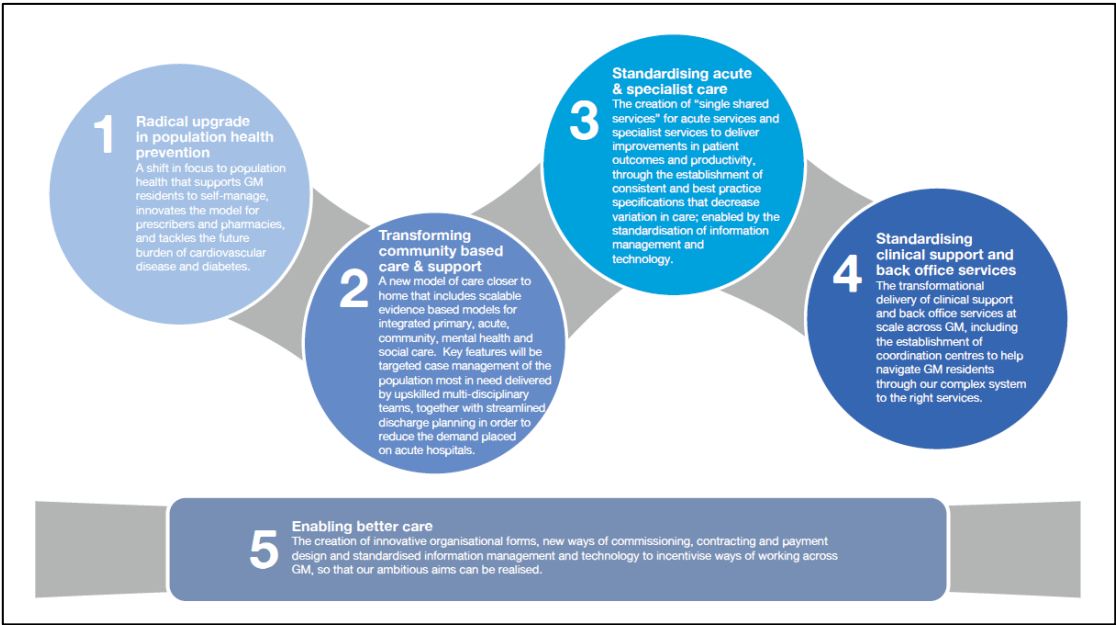 1
Radical upgrade
in population health
prevention
A shift in focus to population
health that supports GM
residents to self-manage,
innovates the model for
prescribers and pharmacies,
and tackles the future
burden of cardiovascular
disease and diabetes.
2
Transforming
community based
care & support
A new model of care closer to
home that includes scalable
evidence based models for
integrated primary, acute,
community, mental health and
social care. Key features will be
targeted case management of the
population most in need delivered
by upskilled multi-disciplinary
teams, together with streamlined
discharge planning in order to
reduce the demand placed
on acute hospitals.
3
Standardising acute
& specialist care
The creation of “single shared
services” for acute services and
specialist services to deliver
improvements in patient
outcomes and productivity,
through the establishment of
consistent and best practice
specifications that decrease
variation in care; enabled by the
standardisation of information
management and
technology.
4
Standardising
clinical support and
back office services
The transformational
delivery of clinical support
and back office services at
scale across GM, including
the establishment of
coordination centres to help
navigate GM residents
through our complex system
to the right services.
5
Enabling better care
The creation of innovative organisational forms, new ways of commissioning, contracting and payment
design and standardised information management and technology to incentivise ways of working across
GM, so that our ambitious aims can be realised.